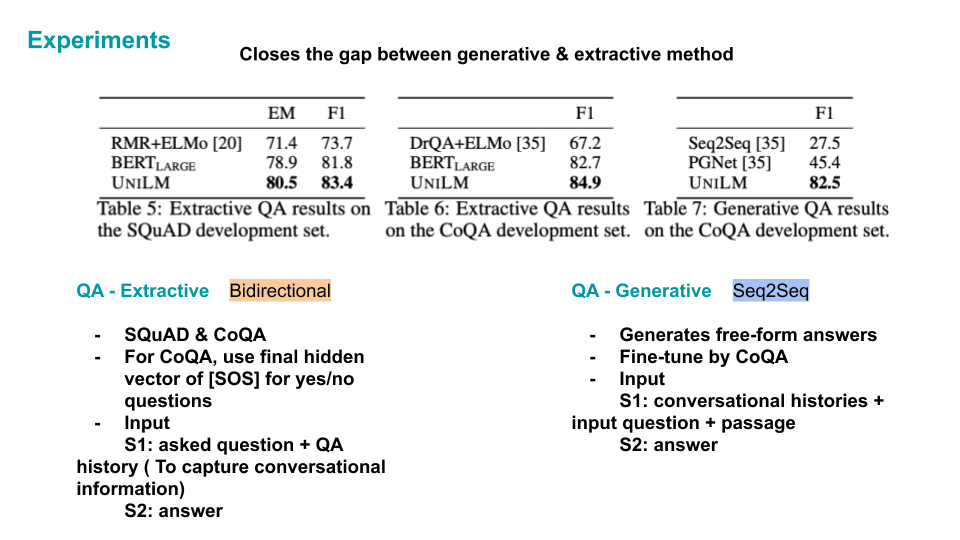 Experiments
Closes the gap between generative & extractive method
EM F1
RMR+ELMo [20] 71.4 73.7
BERTLARGE 78.9 81.8
UNILM 80.5 83.4
Table 5: Extractive QA results on
the SQuAD development set.
F1
DrQA+ELMo [35] 67.2
BERTLARGE 82.7
UNILM 84.9
Table 6: Extractive QA results
on the CoQA development set.
F1
Seq2Seq [35] 27.5
PGNet [35] 45.4
UNILM 82.5
Table 7: Generative QA results
on the CoQA development set.
QA - Extractive Bidirectional
- SQuAD & CoQA
- For CoQA, use final hidden
vector of [SOS] for yes/no
questions
- Input
S1: asked question + QA
history ( To capture conversational
information)
S2: answer
QA - Generative Seq2Seq
- Generates free-form answers
- Fine-tune by CoQA
- Input
S1: conversational histories +
input question + passage
S2: answer